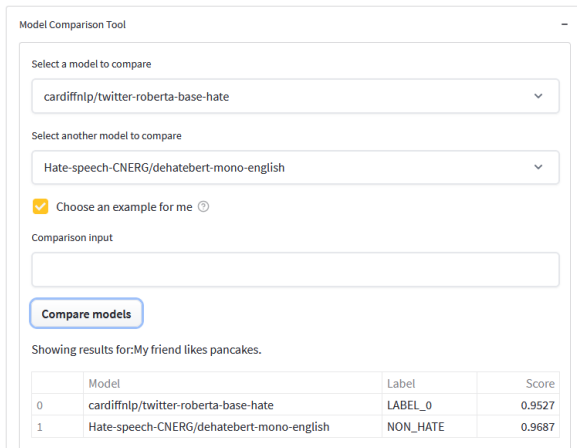 Model Comparison Tool
−
Select a model to compare
cardiffnlp/twitter-roberta-base-hate
Select another model to compare
Hate-speech-CNERG/dehatebert-mono-english
Choose an example for me ?
Comparison input
Compare models
Showing results for:My friend likes pancakes.
Model Label Score
0 cardiffnlp/twitter-roberta-base-hate LABEL_0 0.9527
1 Hate-speech-CNERG/dehatebert-mono-english NON_HATE 0.9687